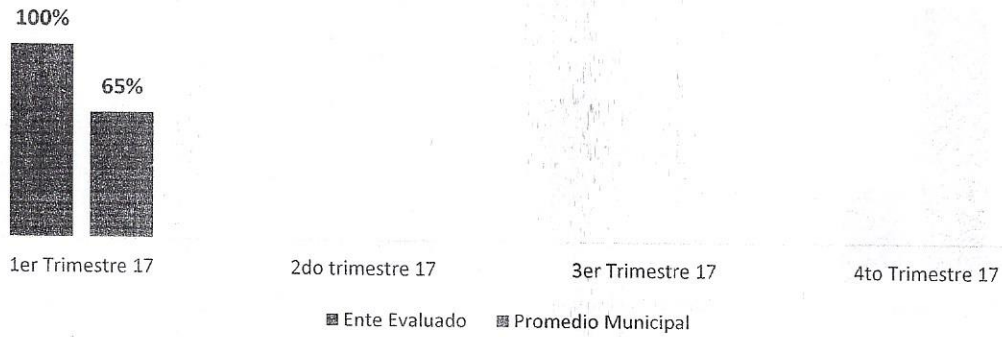 100%
65%
1er Trimestre 17
2do trimestre 17
3er Trimestre 17
4to Trimestre 17
Ente Evaluado
Promedio Municipal